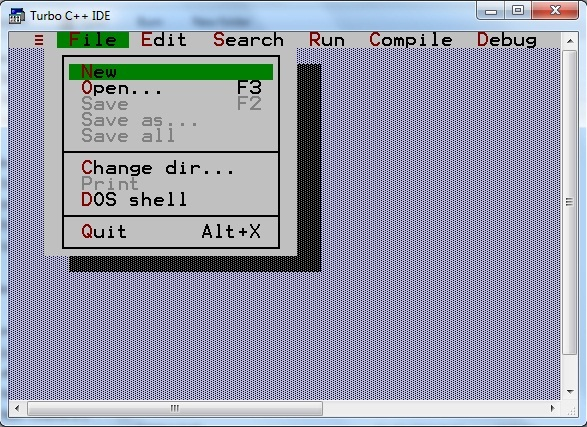 Turbo C++ IDE
≡ File Edit Search Run Compile Debug
New
Open... F3
Save F2
Save as...
Save all
Change dir...
Print
DOS shell
Quit Alt+X